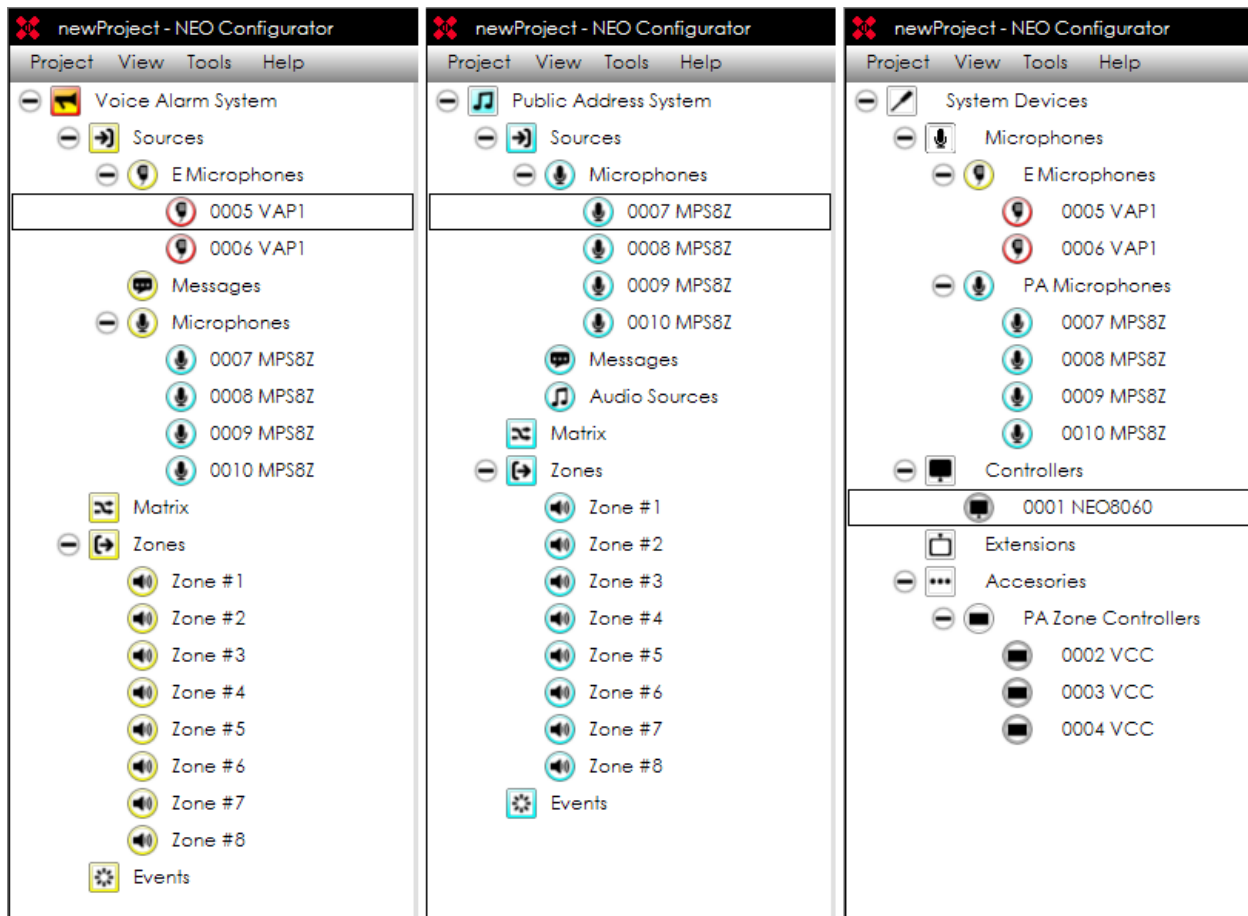 newProject - NEO Configurator
Project View Tools Help
Voice Alarm System
Sources
E Microphones
0005 VAP1
0006 VAP1
Messages
Microphones
0007 MPS8Z
0008 MPS8Z
0009 MPS8Z
0010 MPS8Z
Matrix
Zones
Zone #1
Zone #2
Zone #3
Zone #4
Zone #5
Zone #6
Zone #7
Zone #8
Events
newProject - NEO Configurator
Project View Tools Help
Public Address System
Sources
Microphones
0007 MPS8Z
0008 MPS8Z
0009 MPS8Z
0010 MPS8Z
Messages
Audio Sources
Matrix
Zones
Zone #1
Zone #2
Zone #3
Zone #4
Zone #5
Zone #6
Zone #7
Zone #8
Events
newProject - NEO Configurator
Project View Tools Help
System Devices
Microphones
E Microphones
0005 VAP1
0006 VAP1
PA Microphones
0007 MPS8Z
0008 MPS8Z
0009 MPS8Z
0010 MPS8Z
Controllers
0001 NEO8060
Extensions
Accesories
PA Zone Controllers
0002 VCC
0003 VCC
0004 VCC